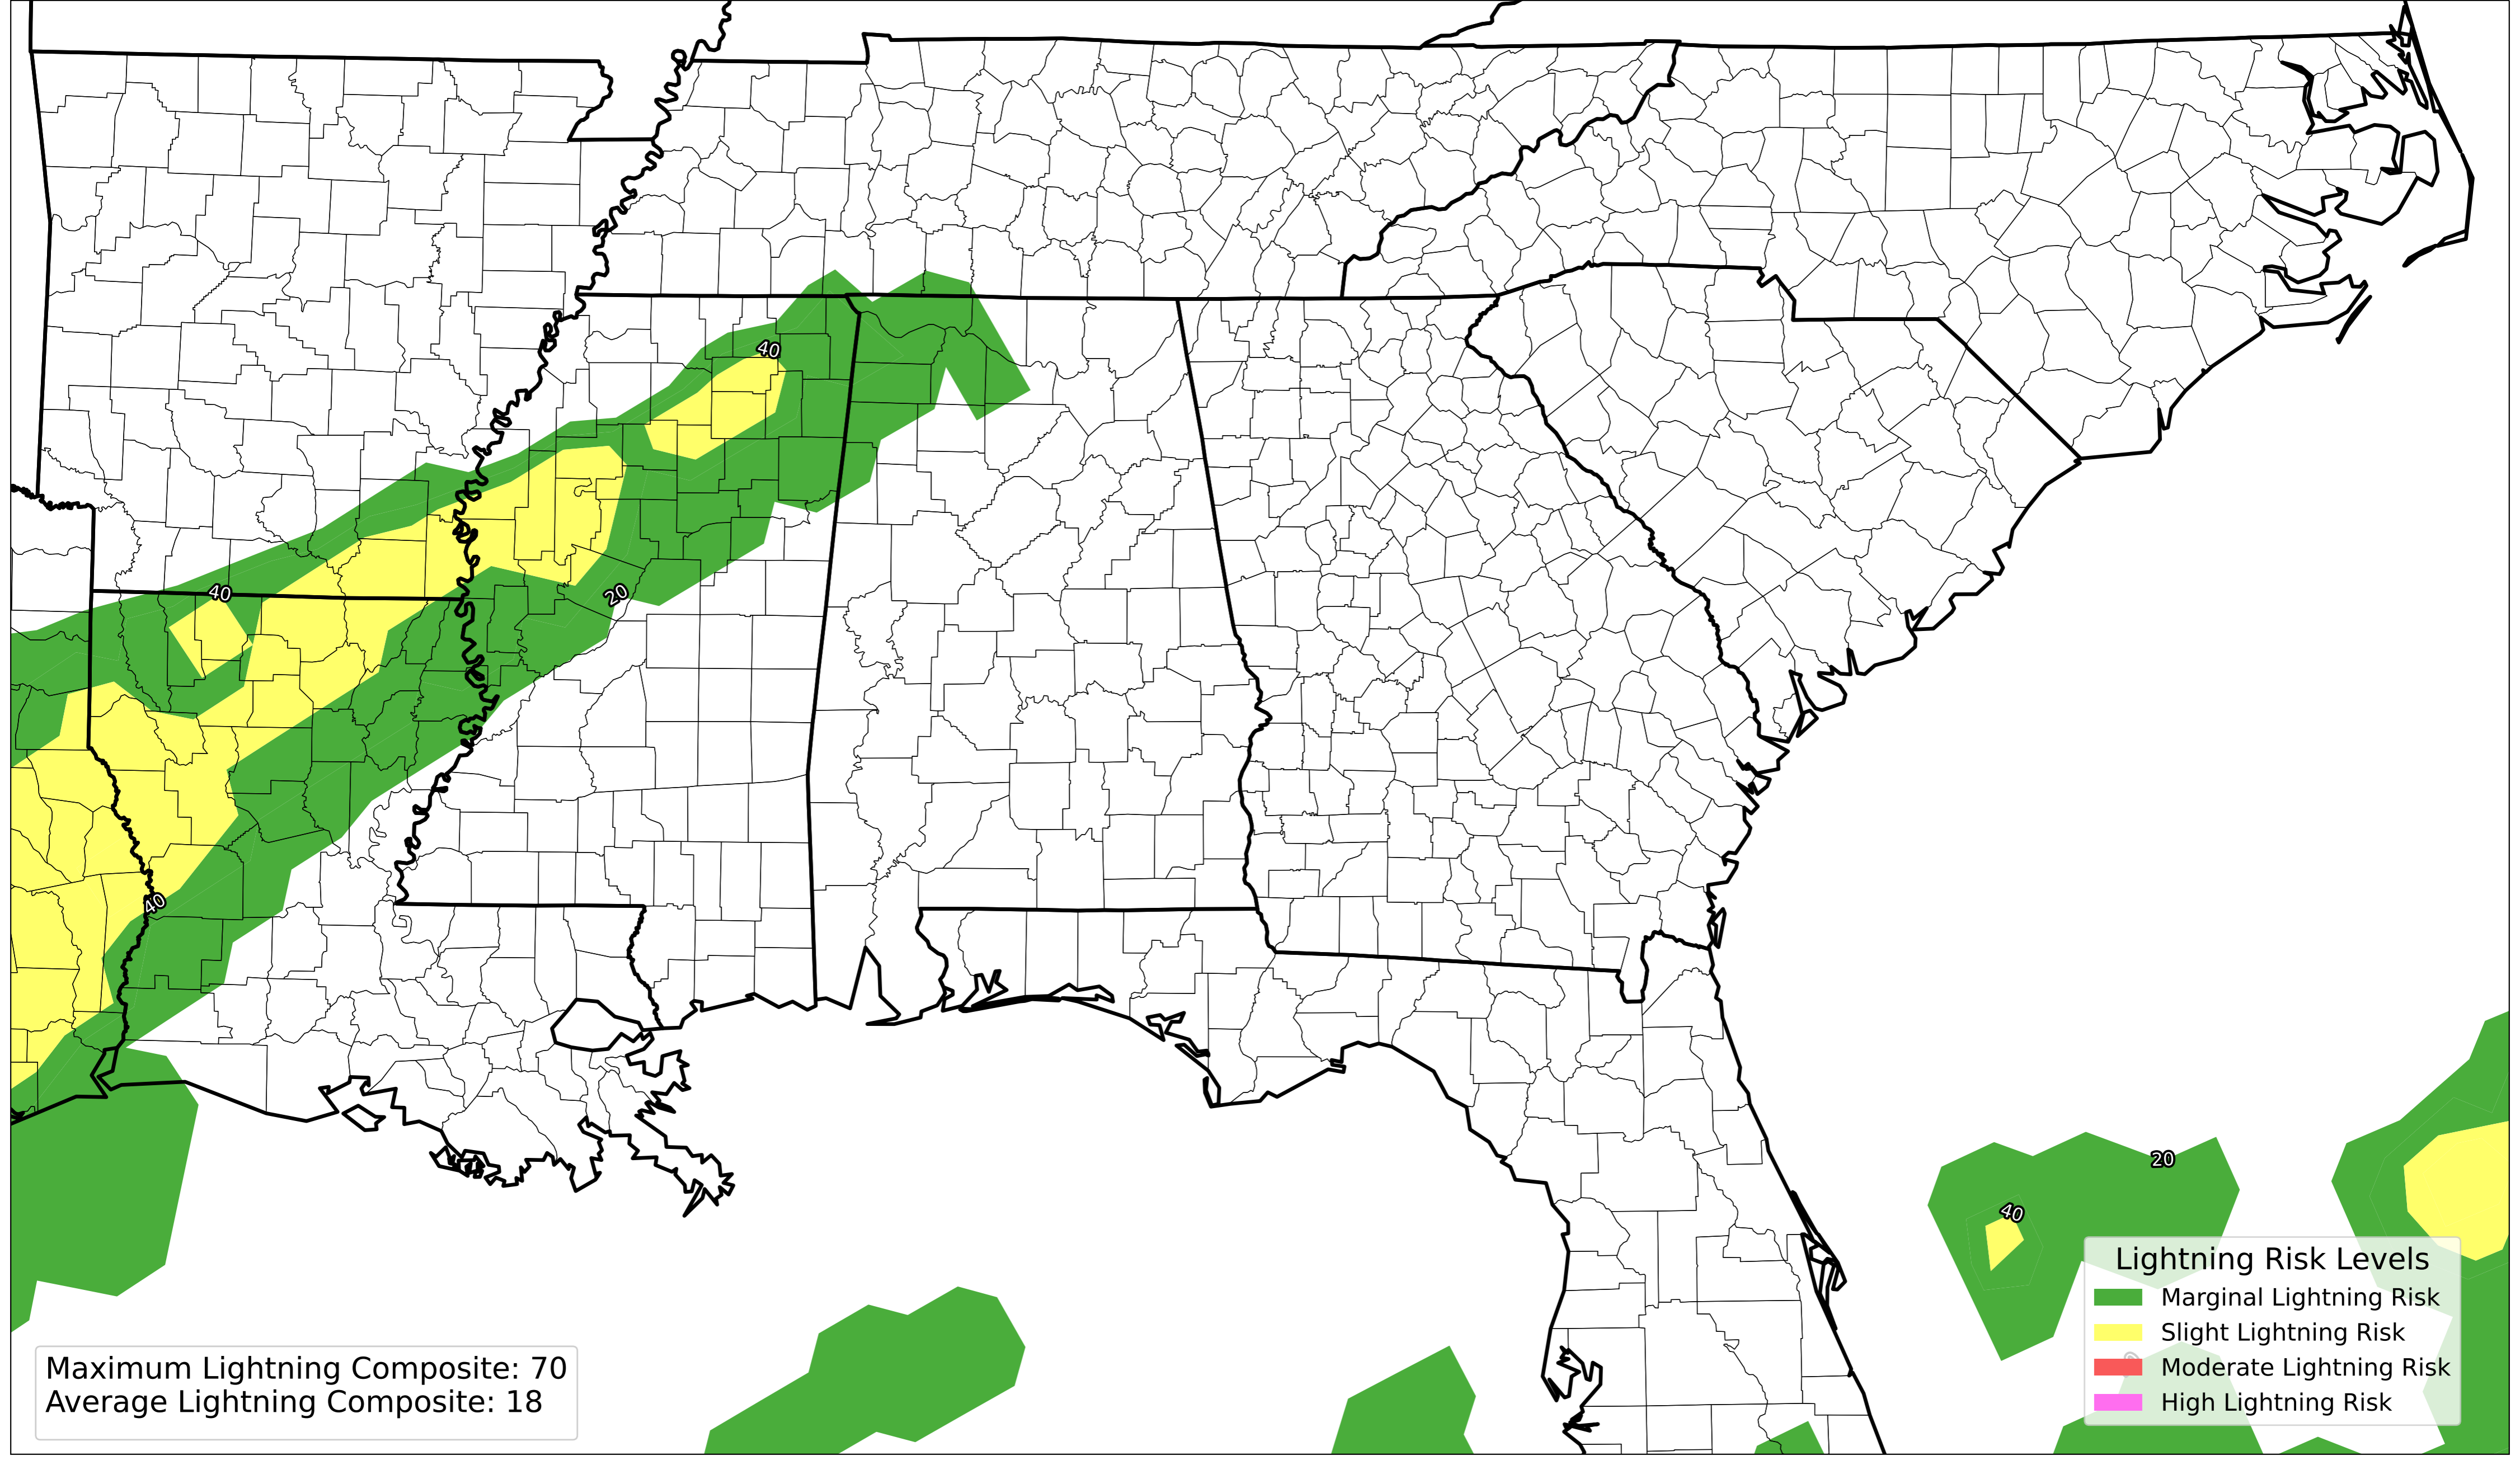 40
40
20
40
20
40
Lightning Risk Levels
Marginal Lightning Risk
Slight Lightning Risk
Moderate Lightning Risk
High Lightning Risk
Maximum Lightning Composite: 70
Average Lightning Composite: 18